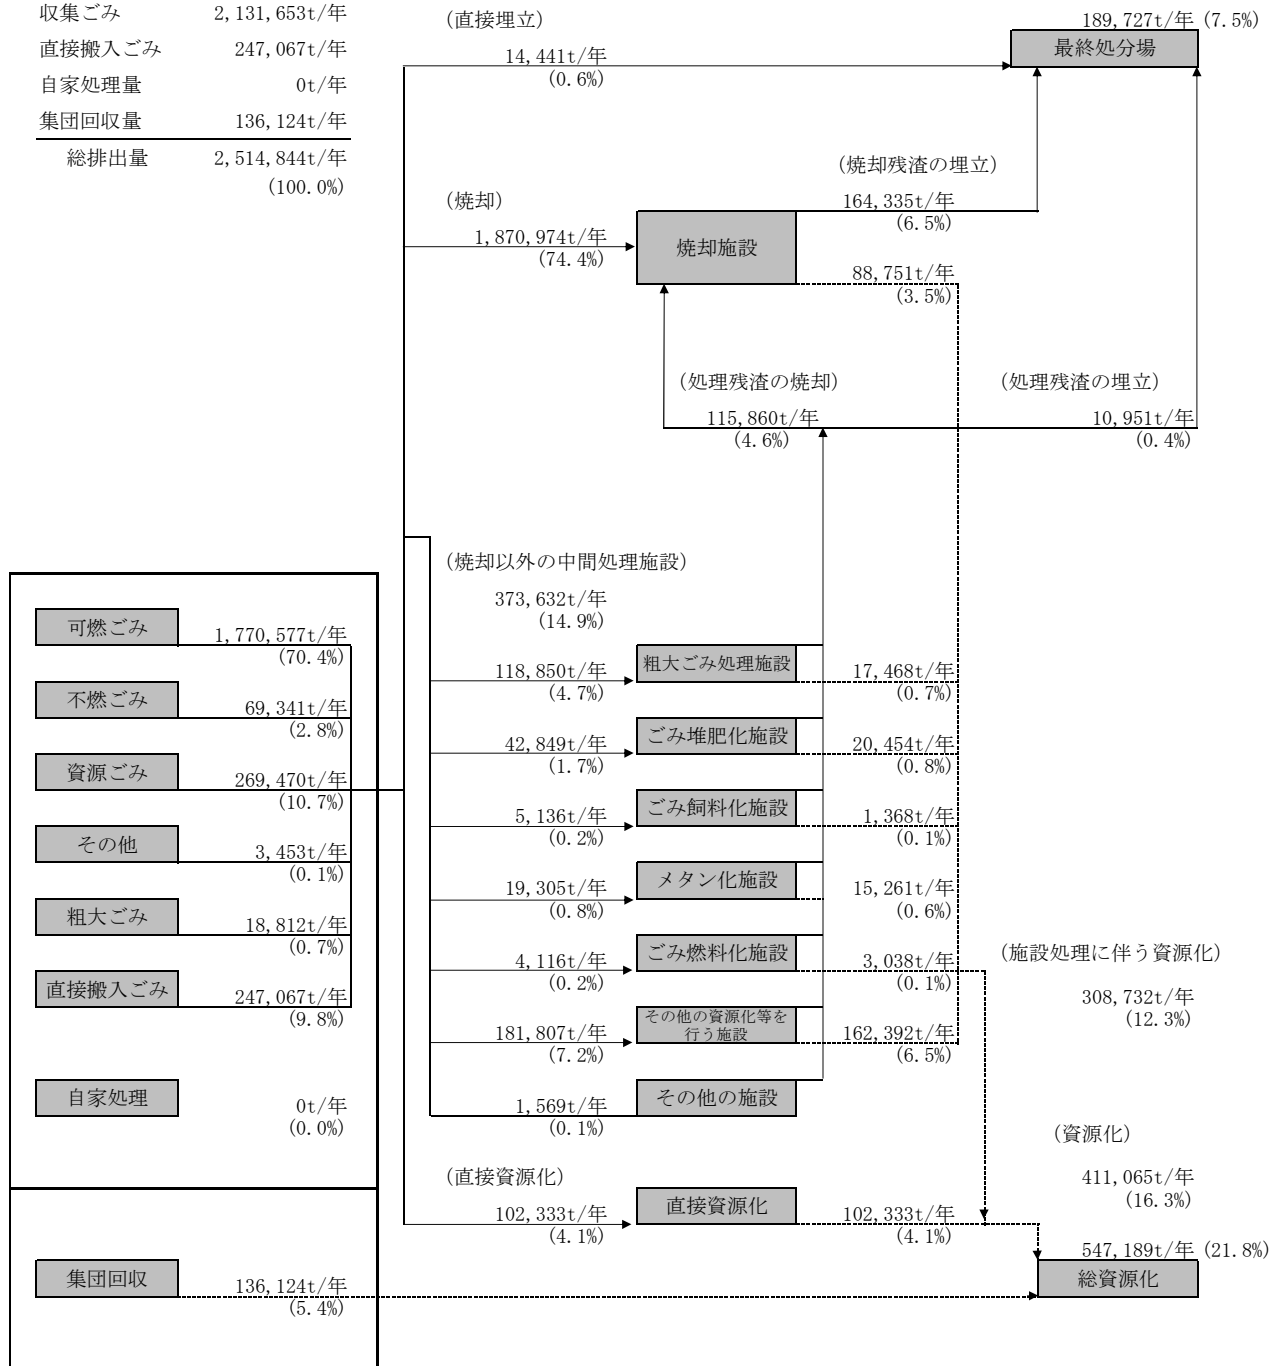 収集ごみ 2,131,653t/年
直接搬入ごみ 247,067t/年
自家処理量 0t/年
集団回収量 136,124t/年
総排出量 2,514,844t/年
(100.0%)
(直接埋立)
14,441t/年
(0.6%)
189,727t/年 (7.5%)
最終処分場
(焼却)
1,870,974t/年
(74.4%)
焼却施設
(焼却残渣の埋立)
164,335t/年
(6.5%)
88,751t/年
(3.5%)
(処理残渣の焼却)
115,860t/年
(4.6%)
(処理残渣の埋立)
10,951t/年
(0.4%)
(焼却以外の中間処理施設)
373,632t/年
(14.9%)
可燃ごみ 1,770,577t/年
(70.4%)
不燃ごみ 69,341t/年
(2.8%)
資源ごみ 269,470t/年
(10.7%)
その他 3,453t/年
(0.1%)
粗大ごみ 18,812t/年
(0.7%)
直接搬入ごみ 247,067t/年
(9.8%)
自家処理 0t/年
(0.0%)
集団回収 136,124t/年
(5.4%)
118,850t/年
(4.7%)
粗大ごみ処理施設
17,468t/年
(0.7%)
42,849t/年
(1.7%)
ごみ堆肥化施設
20,454t/年
(0.8%)
5,136t/年
(0.2%)
ごみ飼料化施設
1,368t/年
(0.1%)
19,305t/年
(0.8%)
メタン化施設
15,261t/年
(0.6%)
4,116t/年
(0.2%)
ごみ燃料化施設
3,038t/年
(0.1%)
181,807t/年
(7.2%)
その他の資源化等を
行う施設
162,392t/年
(6.5%)
1,569t/年
(0.1%)
その他の施設
(施設処理に伴う資源化)
308,732t/年
(12.3%)
(直接資源化)
102,333t/年
(4.1%)
直接資源化
102,333t/年
(4.1%)
(資源化)
411,065t/年
(16.3%)
547,189t/年 (21.8%)
総資源化